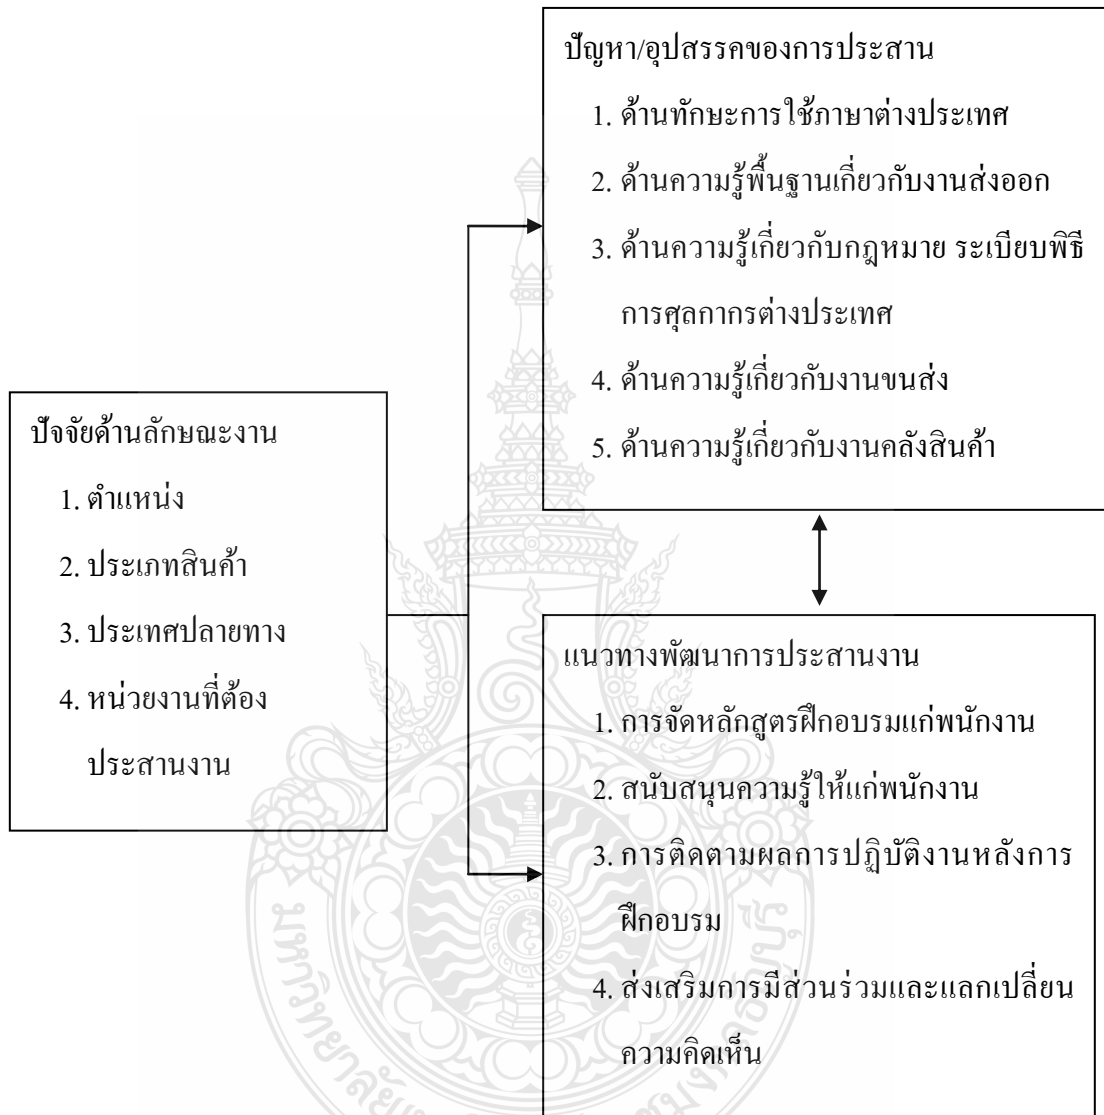 ปัญหา/อุปสรรคของการประสาน
1. ด้านทักษะการใช้ภาษาต่างประเทศ
2. ด้านความรู้พื้นฐานเกี่ยวกับงานส่งออก
3. ด้านความรู้เกี่ยวกับกฎหมาย ระเบียบพิธี
การศุลกากรต่างประเทศ
4. ด้านความรู้เกี่ยวกับงานขนส่ง
5. ด้านความรู้เกี่ยวกับงานคลังสินค้า
ปัจจัยด้านลักษณะงาน
1. ตำแหน่ง
2. ประเภทสินค้า
3. ประเทศปลายทาง
4. หน่วยงานที่ต้อง
ประสานงาน
แนวทางพัฒนาการประสานงาน
1. การจัดหลักสูตรฝึกอบรมแก่พนักงาน
2. สนับสนุนความรู้ให้แก่พนักงาน
3. การติดตามผลการปฏิบัติงานหลังการ
ฝึกอบรม
4. ส่งเสริมการมีส่วนร่วมและแลกเปลี่ยน
ความคิดเห็น